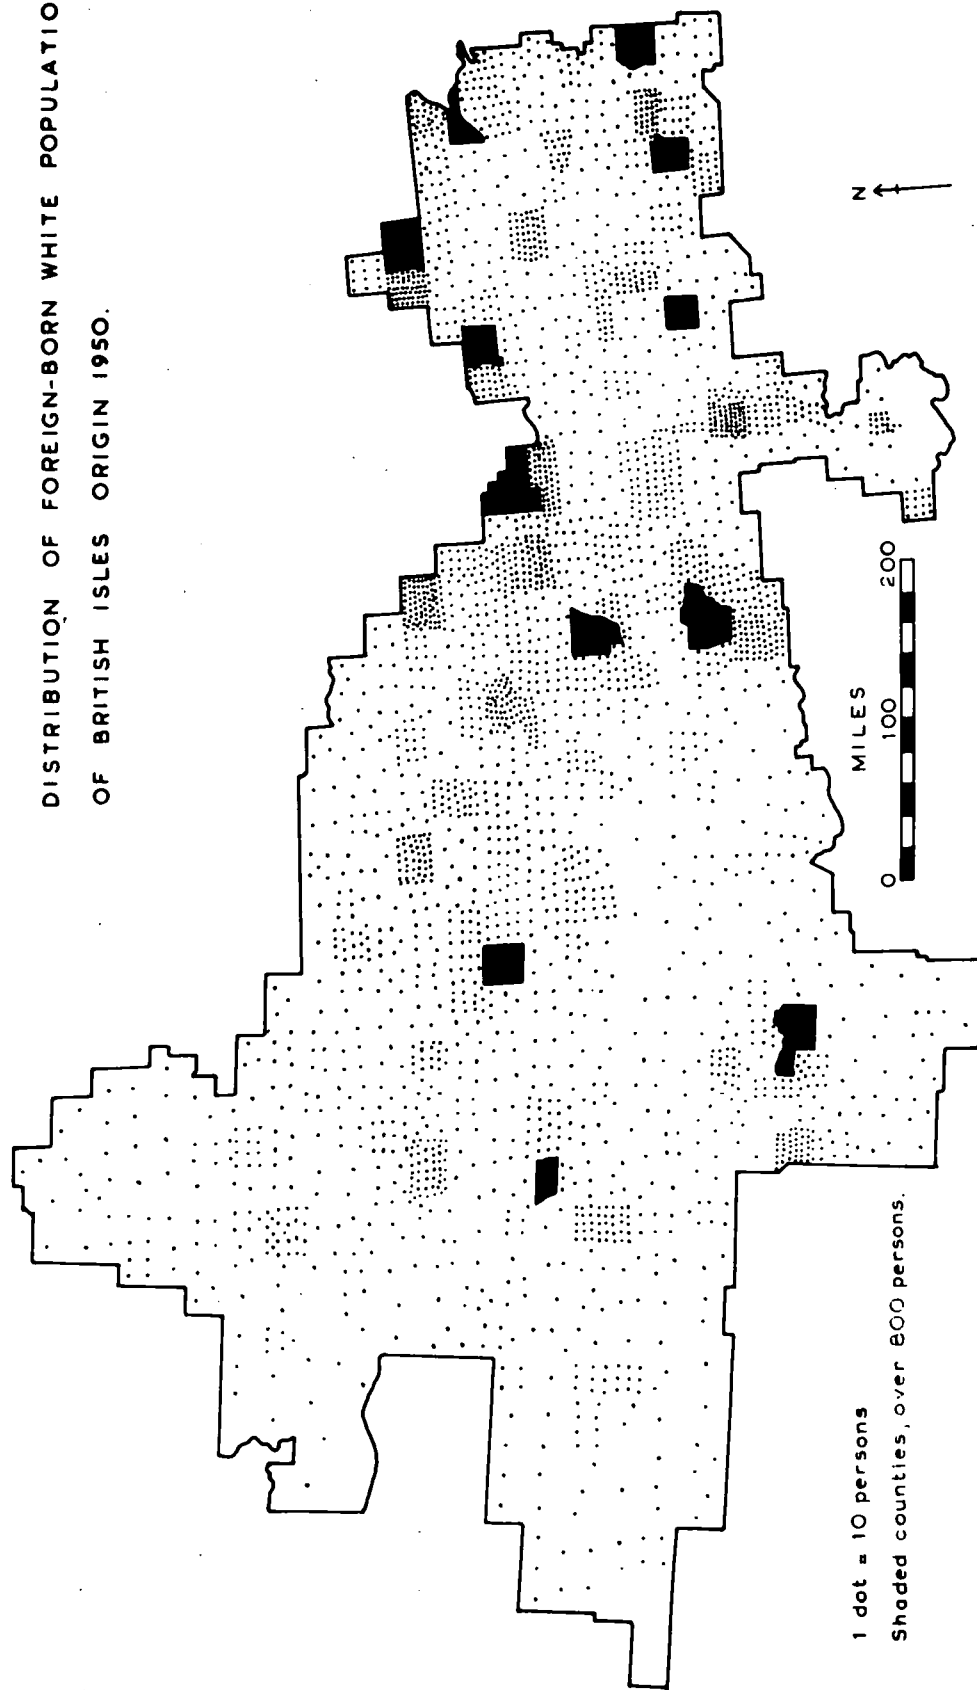 DISTRIBUTION OF FOREIGN-BORN WHITE POPULATIO
OF BRITISH ISLES ORIGIN 1950.
N
MILES
0 100 200
1 dot = 10 persons
Shaded counties, over 800 persons.